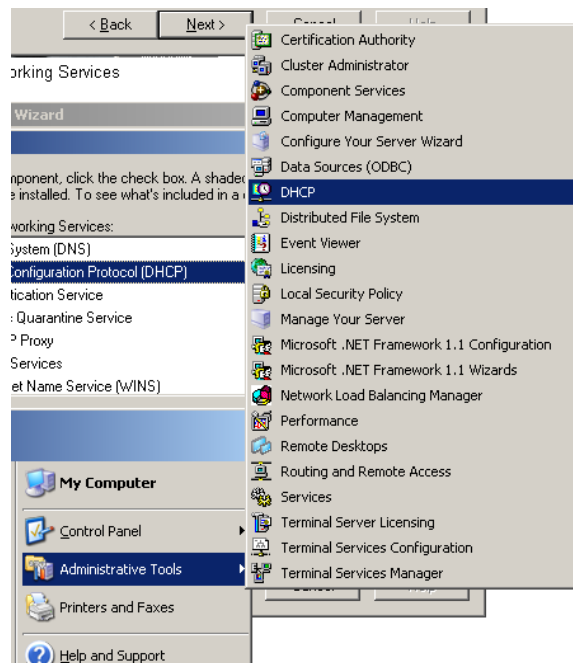 < Back
Next >
Certification Authority
Cluster Administrator
Component Services
Computer Management
Configure Your Server Wizard
Data Sources (ODBC)
DHCP
Distributed File System
Event Viewer
Licensing
Local Security Policy
Manage Your Server
Microsoft .NET Framework 1.1 Configuration
Microsoft .NET Framework 1.1 Wizards
Network Load Balancing Manager
Performance
Remote Desktops
Routing and Remote Access
Services
Terminal Server Licensing
Terminal Services Configuration
Terminal Services Manager
orking Services
Wizard
mponent, click the check box. A shaded
e installed. To see what's included in a
working Services:
System (DNS)
Configuration Protocol (DHCP)
tication Service
Quarantine Service
P Proxy
Services
et Name Service (WINS)
My Computer
Control Panel
Administrative Tools
Printers and Faxes
Help and Support